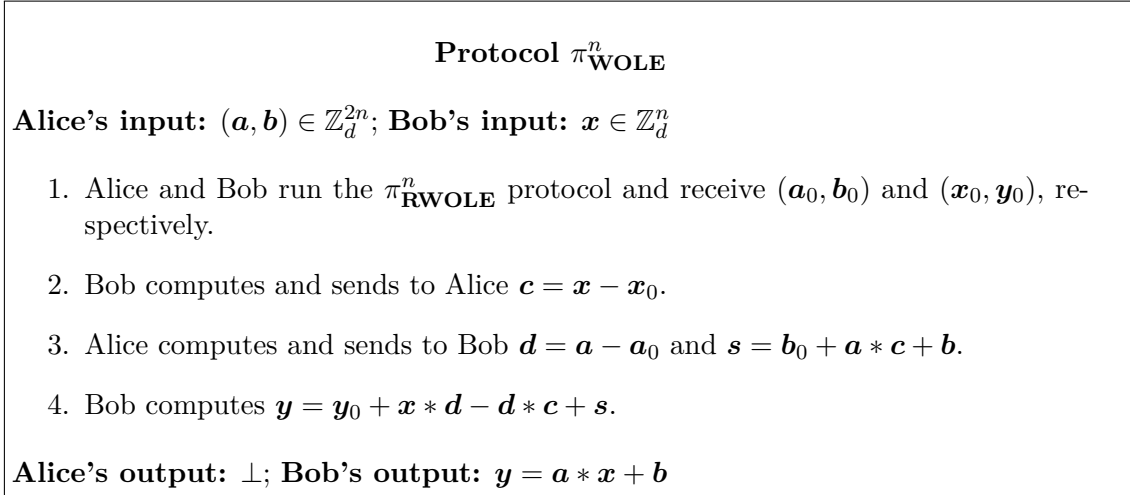 Protocol π^n_WOLE
Alice's input: (a, b) ∈ ℤ_d^{2n}; Bob's input: x ∈ ℤ_d^n
1. Alice and Bob run the π^n_RWOLE protocol and receive (a_0, b_0) and (x_0, y_0), re-
spectively.
2. Bob computes and sends to Alice c = x − x_0.
3. Alice computes and sends to Bob d = a − a_0 and s = b_0 + a ∗ c + b.
4. Bob computes y = y_0 + x ∗ d − d ∗ c + s.
Alice's output: ⊥; Bob's output: y = a ∗ x + b